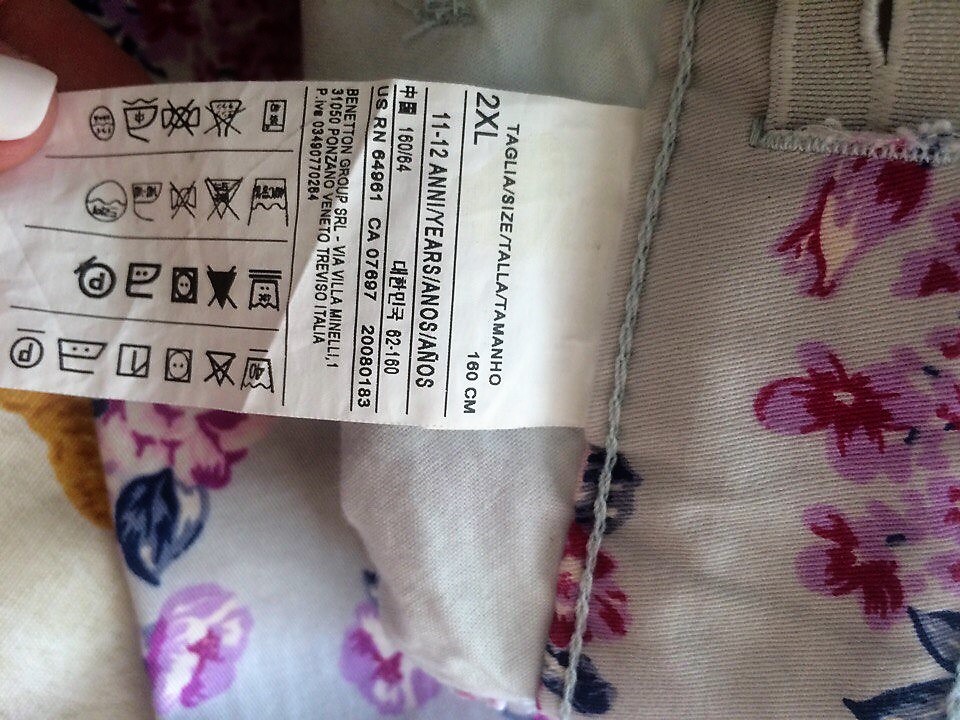 TAGLIA/SIZE/TALLA/TAMANHO
2XL 160 CM
11-12 ANNI/YEARS/ANOS/AÑOS
中国 160/64 대한민국 62-160
US RN 64961 CA 07697 20080183
BENETTON GROUP SRL - VIA VILLA MINELLI,1
31050 PONZANO VENETO TREVISO ITALIA
P.iva 03490770264